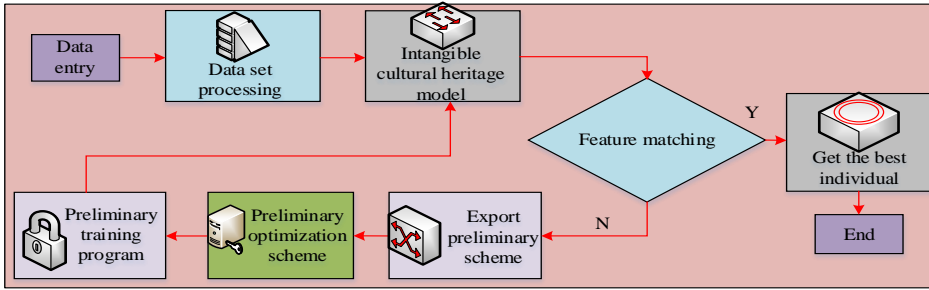 Data
entry
Data set
processing
Intangible
cultural heritage
model
Feature matching
Y
Get the best
individual
End
N
Export
preliminary
scheme
Preliminary
optimization
scheme
Preliminary
training
program